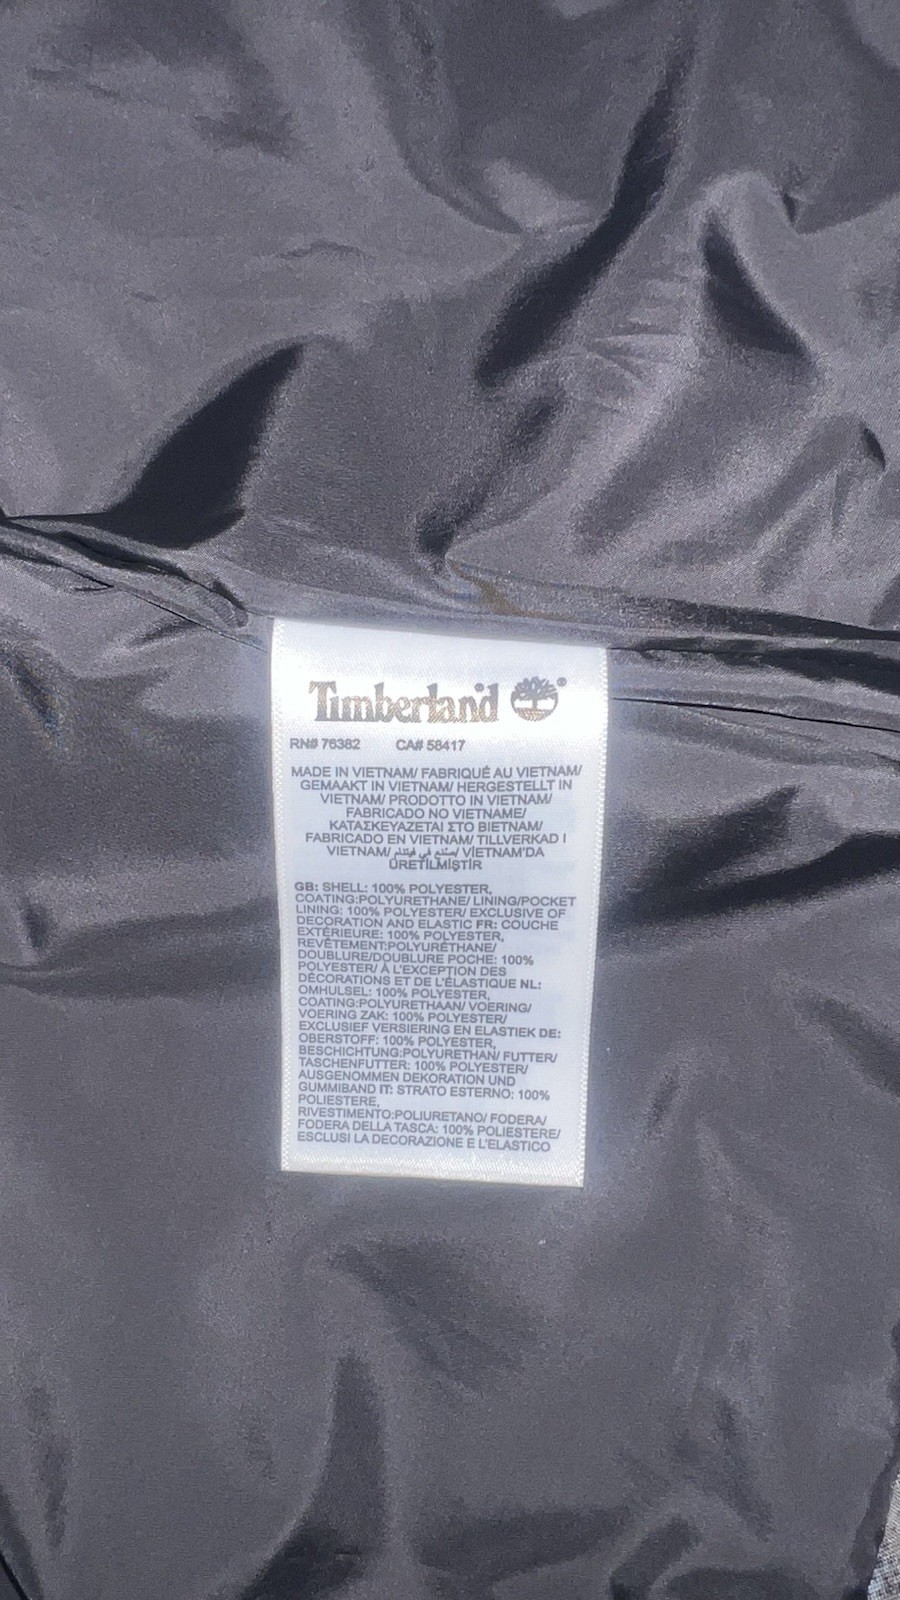 Timberland ®
RN# 76382 CA# 58417
MADE IN VIETNAM/ FABRIQUÉ AU VIETNAM/
GEMAAKT IN VIETNAM/ HERGESTELLT IN
VIETNAM/ PRODOTTO IN VIETNAM/
FABRICADO NO VIETNAME/
ΚΑΤΑΣΚΕΥΑΖΕΤΑΙ ΣΤΟ ΒΙΕΤΝΑΜ/
FABRICADO EN VIETNAM/ TILLVERKAD I
VIETNAM/ في / VİETNAM'DA
ÜRETİLMİŞTİR
GB: SHELL: 100% POLYESTER,
COATING:POLYURETHANE/ LINING/POCKET
LINING: 100% POLYESTER/ EXCLUSIVE OF
DECORATION AND ELASTIC FR: COUCHE
EXTÉRIEURE: 100% POLYESTER,
REVÊTEMENT:POLYURÉTHANE/
DOUBLURE/DOUBLURE POCHE: 100%
POLYESTER/ À L'EXCEPTION DES
DÉCORATIONS ET DE L'ÉLASTIQUE NL:
OMHULSEL: 100% POLYESTER,
COATING:POLYURETHAAN/ VOERING/
VOERING ZAK: 100% POLYESTER/
EXCLUSIEF VERSIERING EN ELASTIEK DE:
OBERSTOFF: 100% POLYESTER,
BESCHICHTUNG:POLYURETHAN/ FUTTER/
TASCHENFUTTER: 100% POLYESTER/
AUSGENOMMEN DEKORATION UND
GUMMIBAND IT: STRATO ESTERNO: 100%
POLIESTERE,
RIVESTIMENTO:POLIURETANO/ FODERA/
FODERA DELLA TASCA: 100% POLIESTERE/
ESCLUSI LA DECORAZIONE E L'ELASTICO